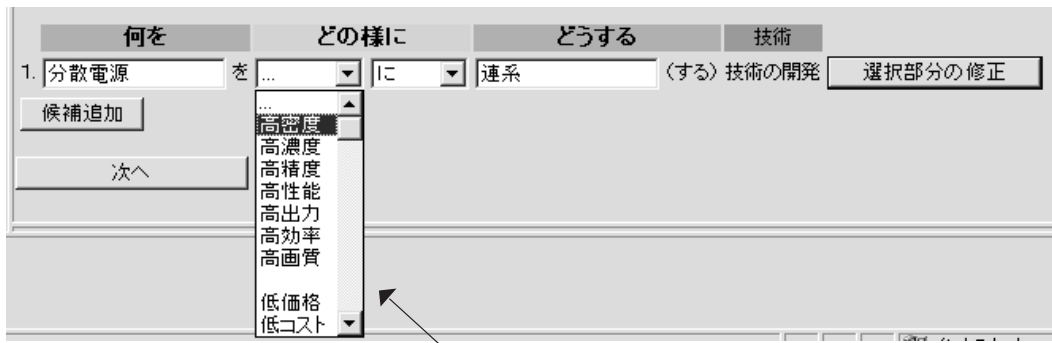 何を どの様に どうする 技術
1. 分散電源 を ... に 連系 (する) 技術の開発 選択部分の修正
候補追加
...
高密度
高濃度
高精度
次へ
高性能
高出力
高効率
高画質
低価格
低コスト